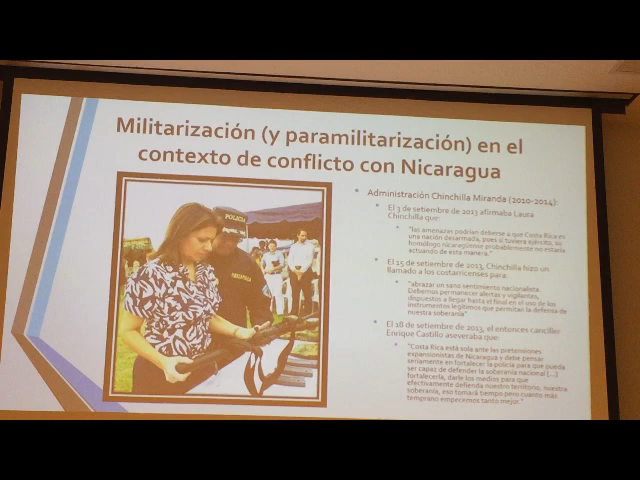 Militarización (y paramilitarización) en el
contexto de conflicto con Nicaragua
POLICIA
Administración Chinchilla Miranda (2010-2014):
El 3 de setiembre de 2013 afirmaba Laura
Chinchilla que:
"las amenazas podrían deberse a que Costa Rica es
una nación desarmada, pues si tuviera ejército, su
homólogo nicaragüense probablemente no estaría
actuando de esta manera."
El 15 de setiembre de 2013, Chinchilla hizo un
llamado a los costarricenses para:
"abrazar un sano sentimiento nacionalista.
Debemos permanecer alertas y vigilantes,
dispuestos a llegar hasta el final en el uso de los
instrumentos legítimos que permitan la defensa de
nuestra soberanía"
El 18 de setiembre de 2013, el entonces canciller
Enrique Castillo aseveraba que:
"Costa Rica está sola ante las pretensiones
expansionistas de Nicaragua y debe pensar
seriamente en fortalecer la policía para que pueda
ser capaz de defender la soberanía nacional [...]
fortalecerla, darle los medios para que
efectivamente defienda nuestro territorio, nuestra
soberanía, eso tomará tiempo pero cuanto más
temprano empecemos tanto mejor."